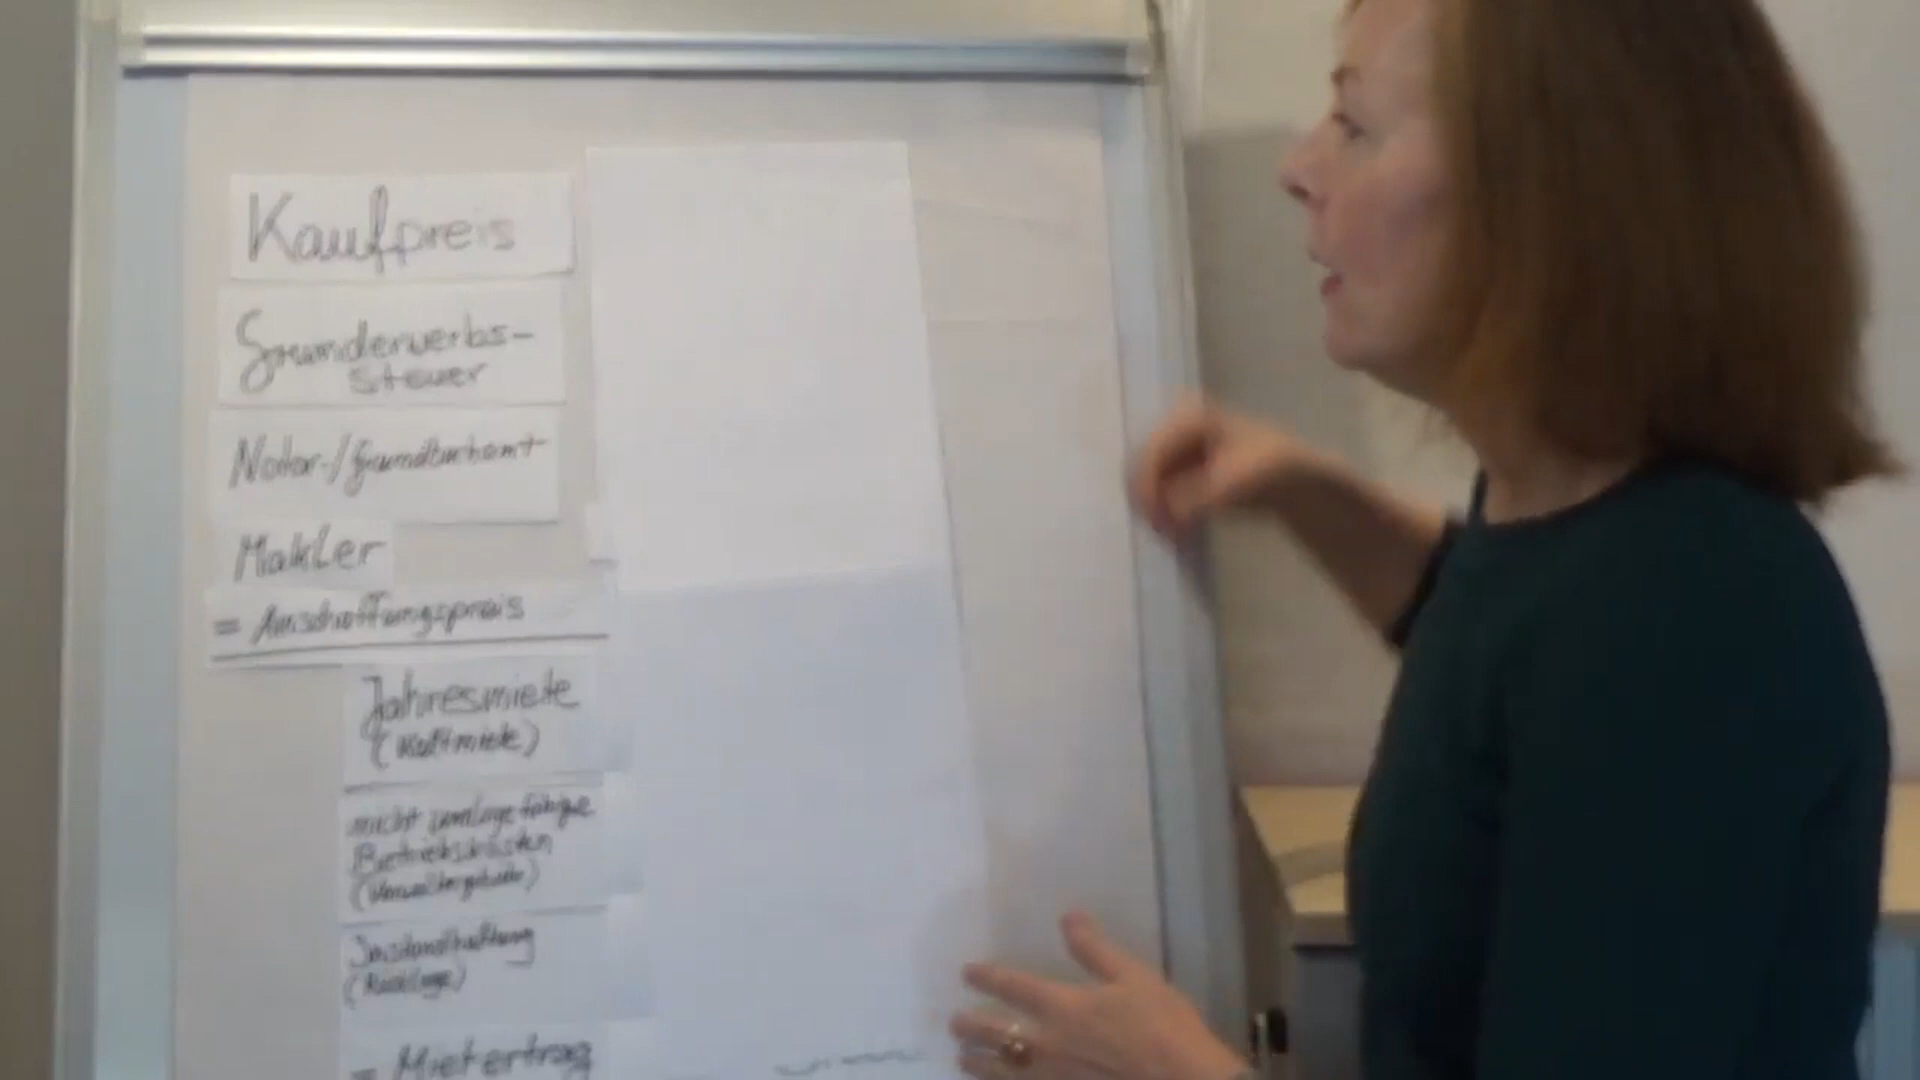 Kaufpreis
Grunderwerbs-
steuer
Notar-/Grundbuchamt
Makler
= Anschaffungspreis
Jahresmiete
(Kaltmiete)
nicht umlagefähige
Betriebskosten
(Verwaltergebühr)
Instandhaltung
(Rücklage)
= Mietertrag